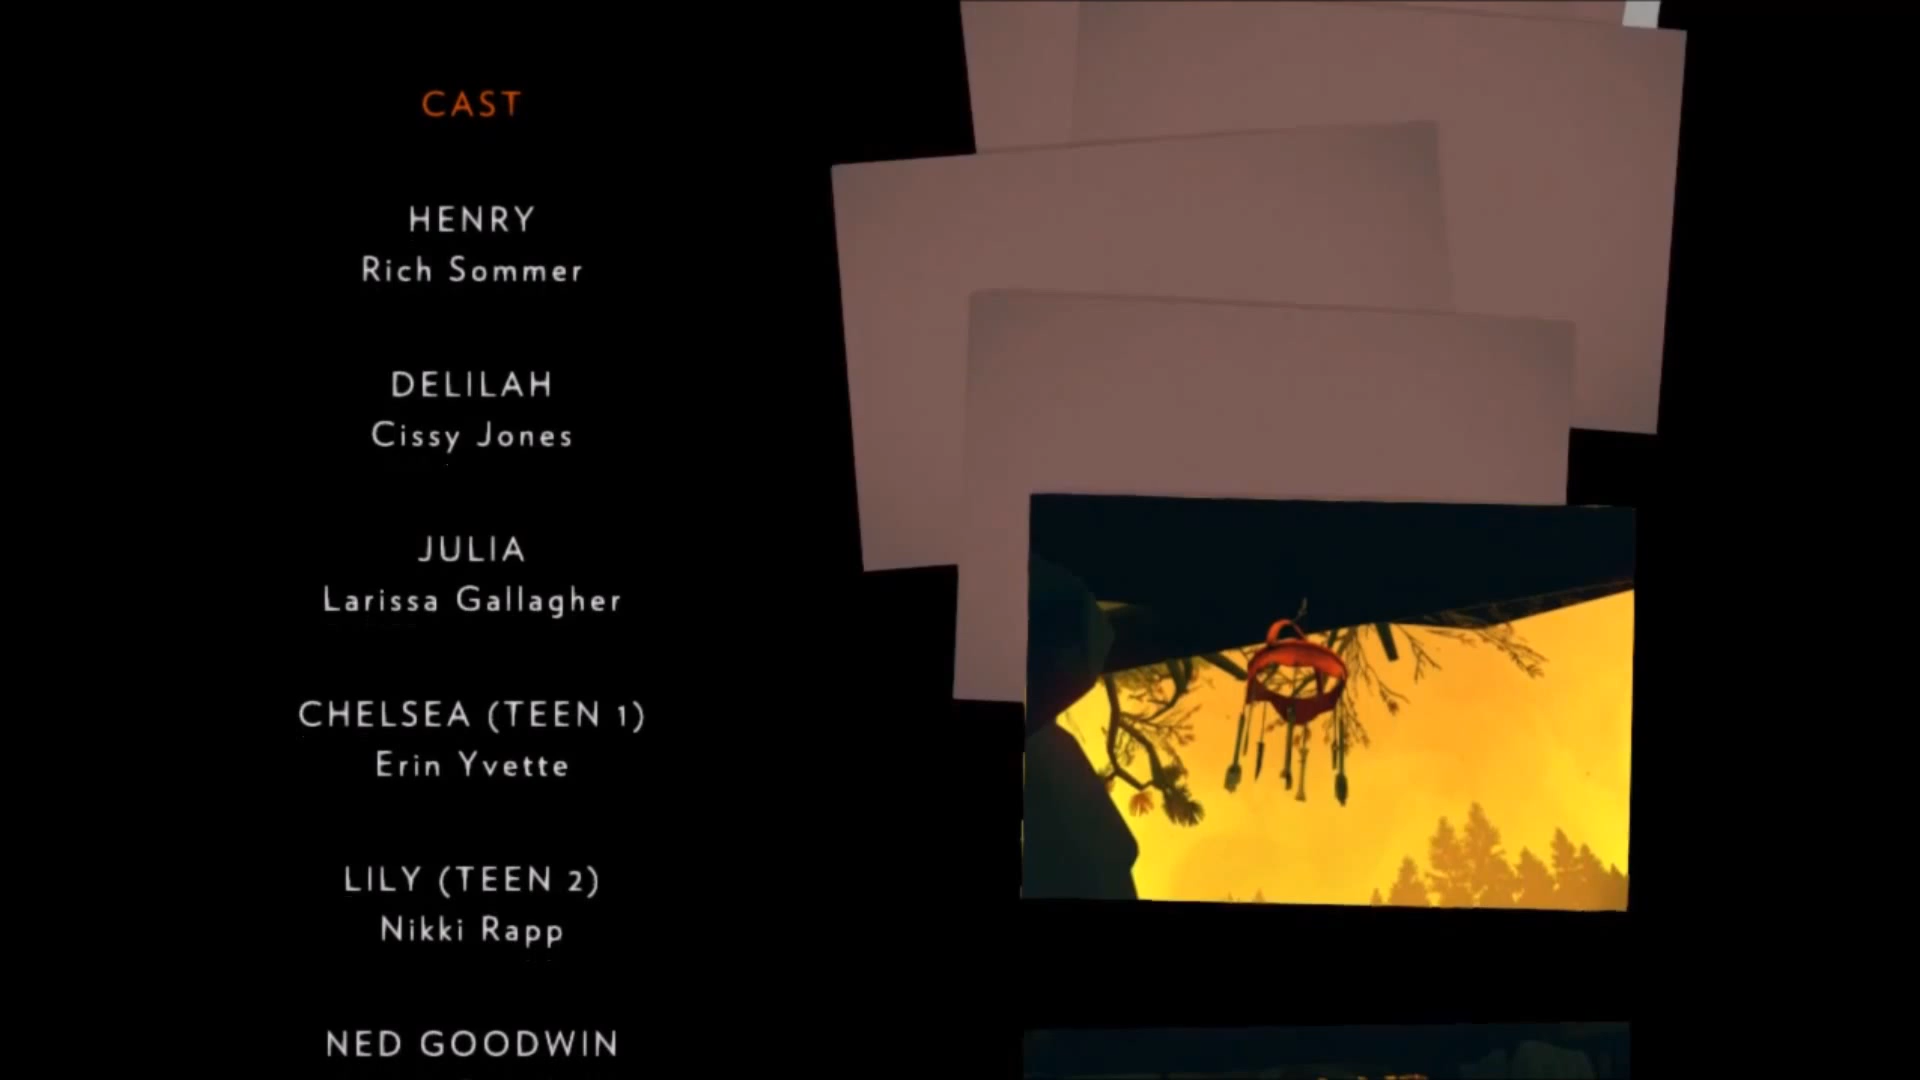 CAST
HENRY
Rich Sommer
DELILAH
Cissy Jones
JULIA
Larissa Gallagher
CHELSEA (TEEN 1)
Erin Yvette
LILY (TEEN 2)
Nikki Rapp
NED GOODWIN